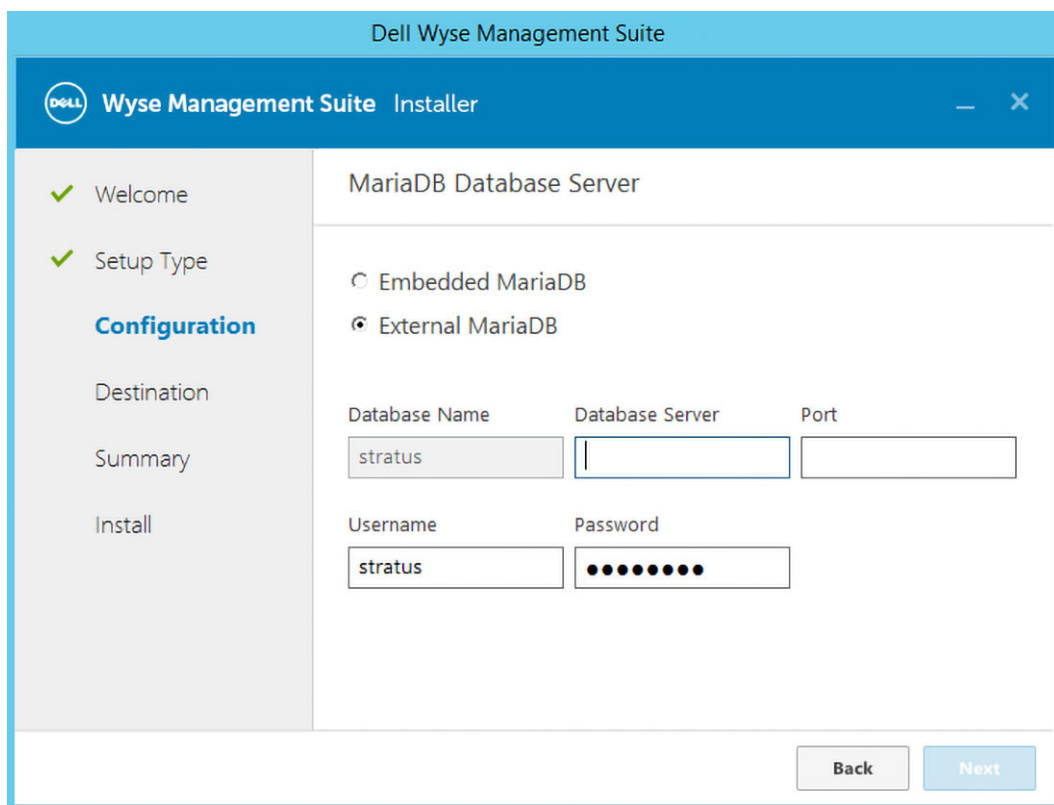 Dell Wyse Management Suite
DELL Wyse Management Suite Installer
Welcome
Setup Type
Configuration
Destination
Summary
Install
MariaDB Database Server
Embedded MariaDB
External MariaDB
Database Name Database Server Port
stratus
Username Password
stratus ●●●●●●●●
Back Next